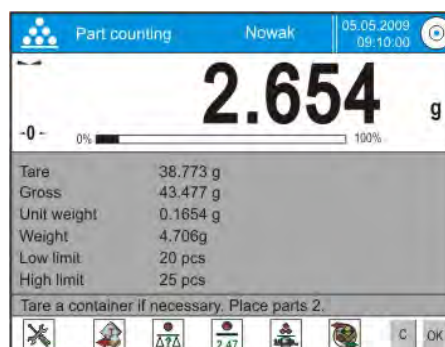 Part counting Nowak 05.05.2009
09:10:00
2.654 g
-0- 0% 100%
Tare 38.773 g
Gross 43.477 g
Unit weight 0.1654 g
Weight 4.706g
Low limit 20 pcs
High limit 25 pcs
Tare a container if necessary. Place parts 2.
2.47 C OK